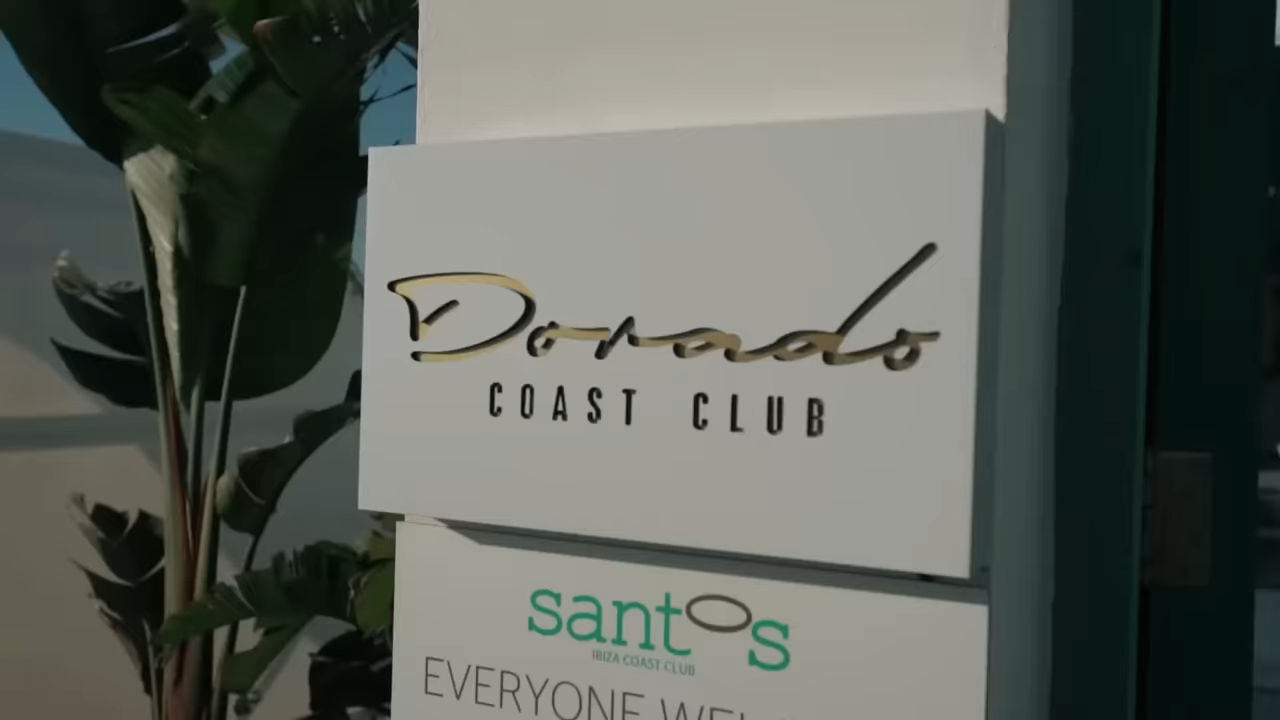 Dorado
COAST CLUB
santos
IBIZA COAST CLUB
EVERYONE